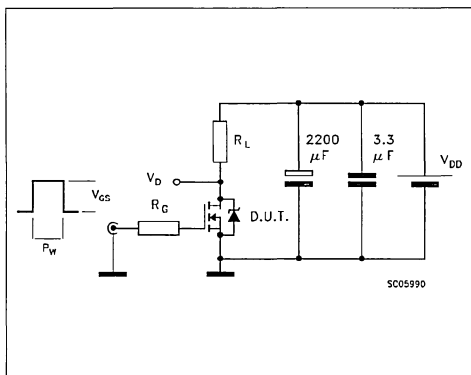 R_L
2200 μF
3.3 μF
V_DD
V_D
V_GS
R_G
D.U.T.
P_W
SC05990